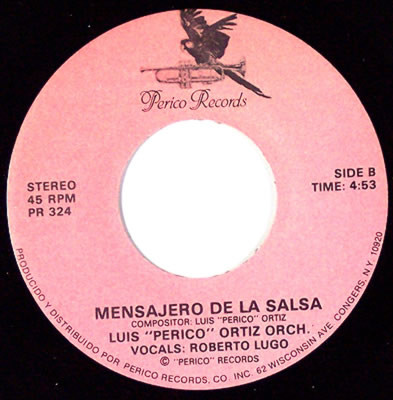 Perico Records
STEREO
45 RPM
PR 324
SIDE B
TIME: 4:53
MENSAJERO DE LA SALSA
COMPOSITOR: LUIS "PERICO" ORTIZ
LUIS "PERICO" ORTIZ ORCH.
VOCALS: ROBERTO LUGO
© "PERICO" RECORDS
PRODUCIDO Y DISTRIBUIDO POR PERICO RECORDS, CO INC. 62 WISCONSIN AVE. CONGERS, N.Y. 10920